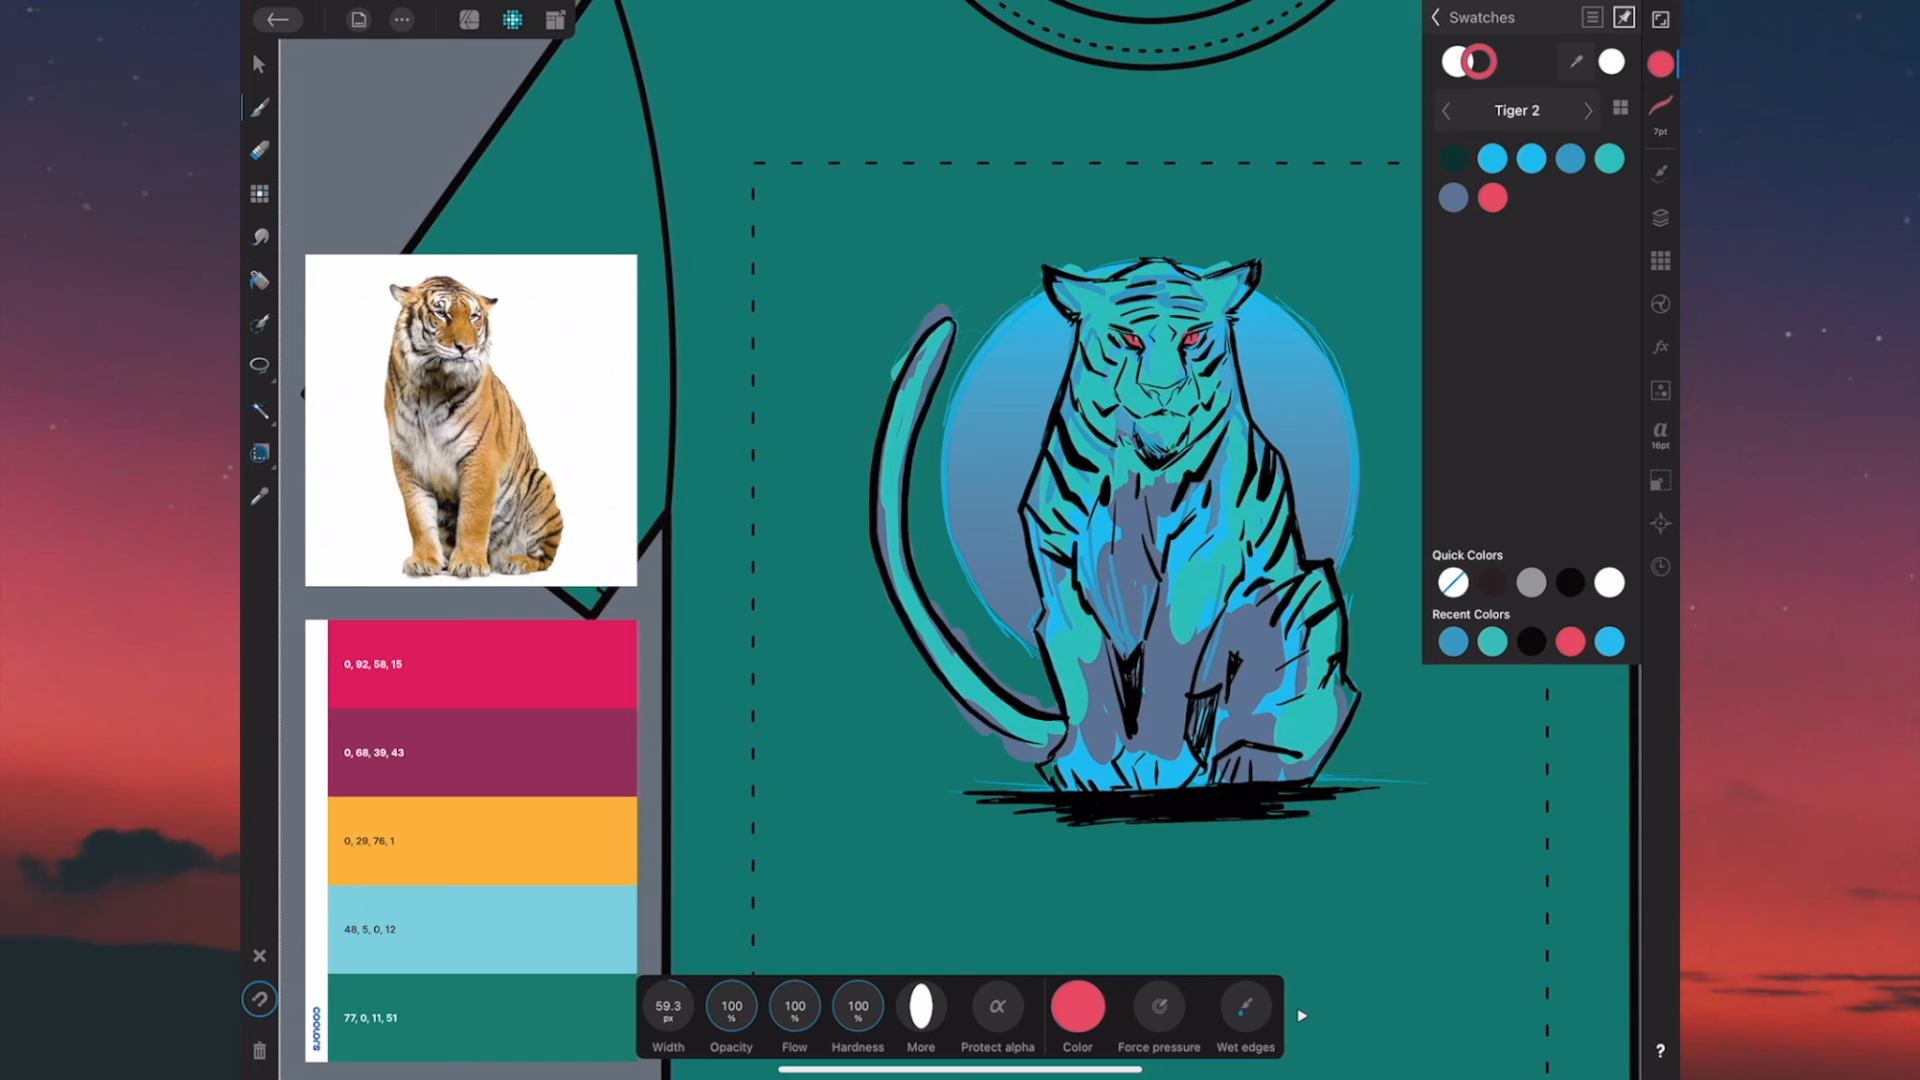 Swatches
Tiger 2
7pt
fx
a
16pt
Quick Colors
Recent Colors
0, 92, 58, 15
0, 68, 39, 43
0, 29, 76, 1
48, 5, 0, 12
77, 0, 11, 51
COOLORS
59.3
px
100
%
100
%
100
%
α
Width
Opacity
Flow
Hardness
More
Protect alpha
Color
Force pressure
Wet edges
?